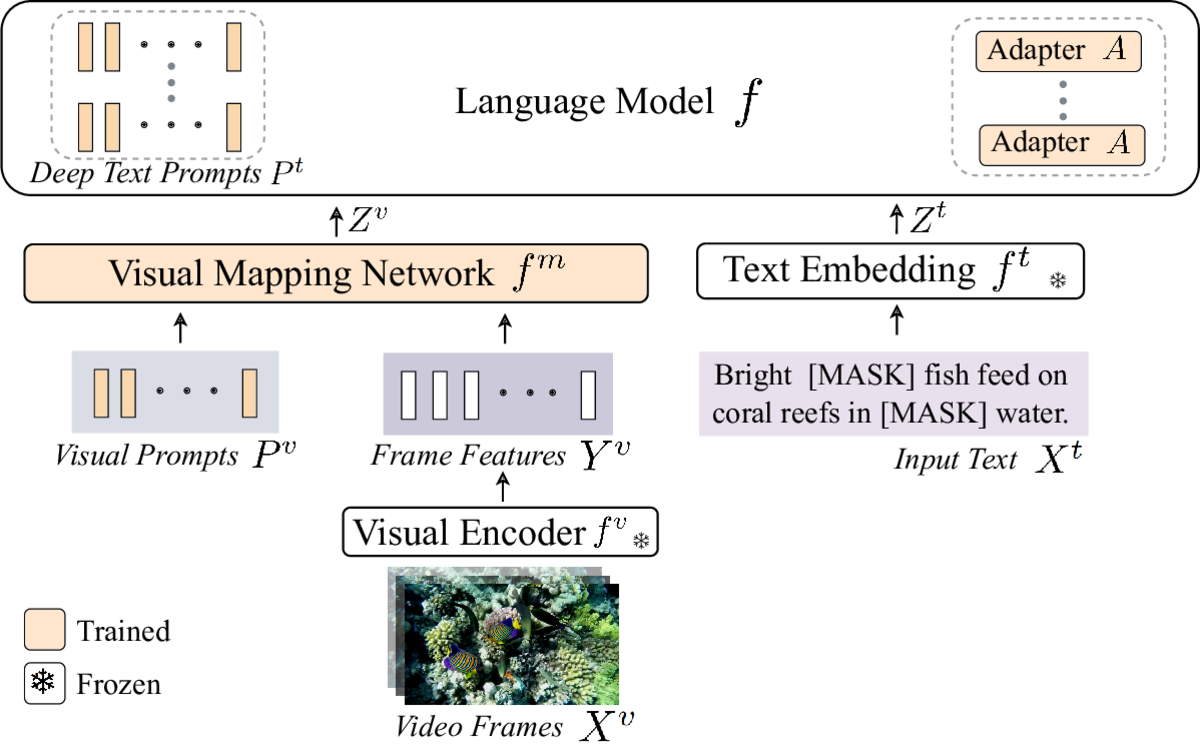 Adapter A
Language Model f
Adapter A
Deep Text Prompts P^t
Z^v
Z^t
Visual Mapping Network f^m
Text Embedding f^t
Bright [MASK] fish feed on
coral reefs in [MASK] water.
Visual Prompts P^v
Frame Features Y^v
Input Text X^t
Visual Encoder f^v
Trained
Frozen
Video Frames X^v